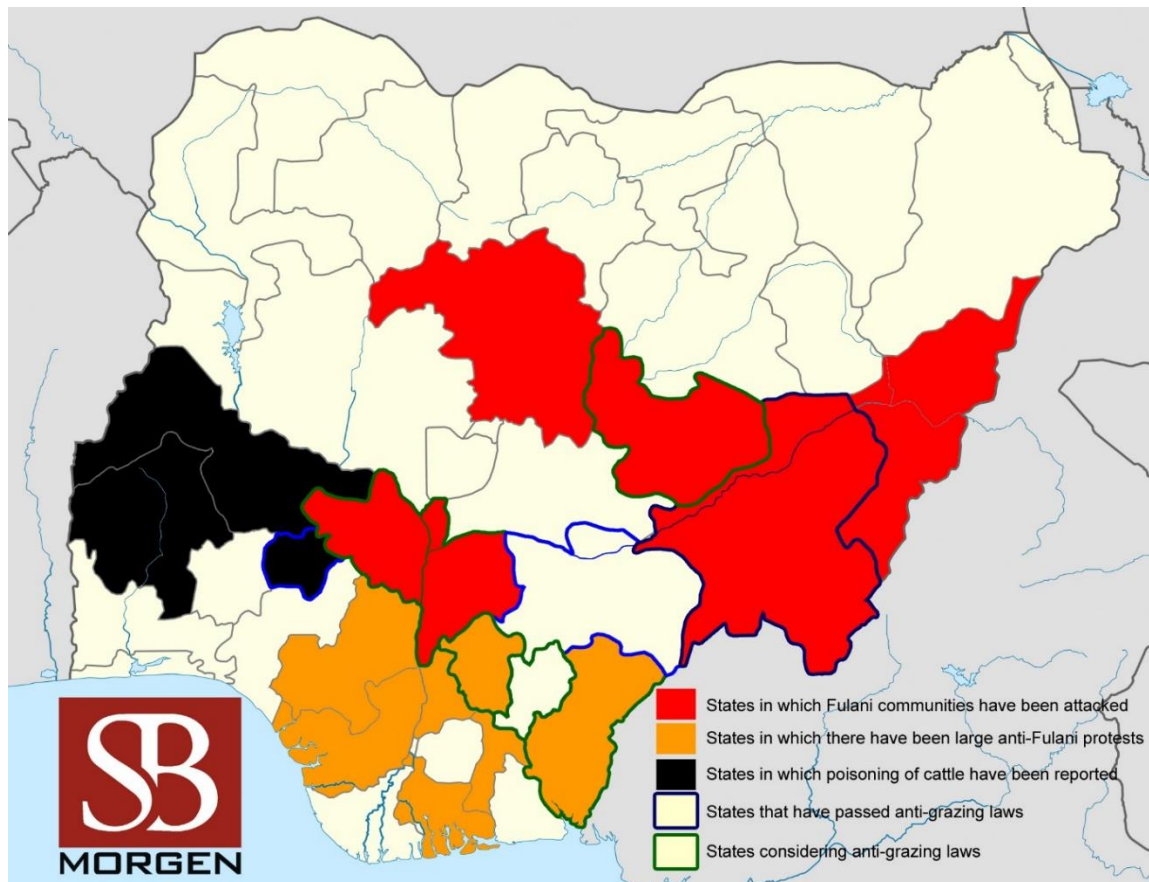 States in which Fulani communities have been attacked
States in which there have been large anti-Fulani protests
States in which poisoning of cattle have been reported
States that have passed anti-grazing laws
States considering anti-grazing laws
SB
MORGEN